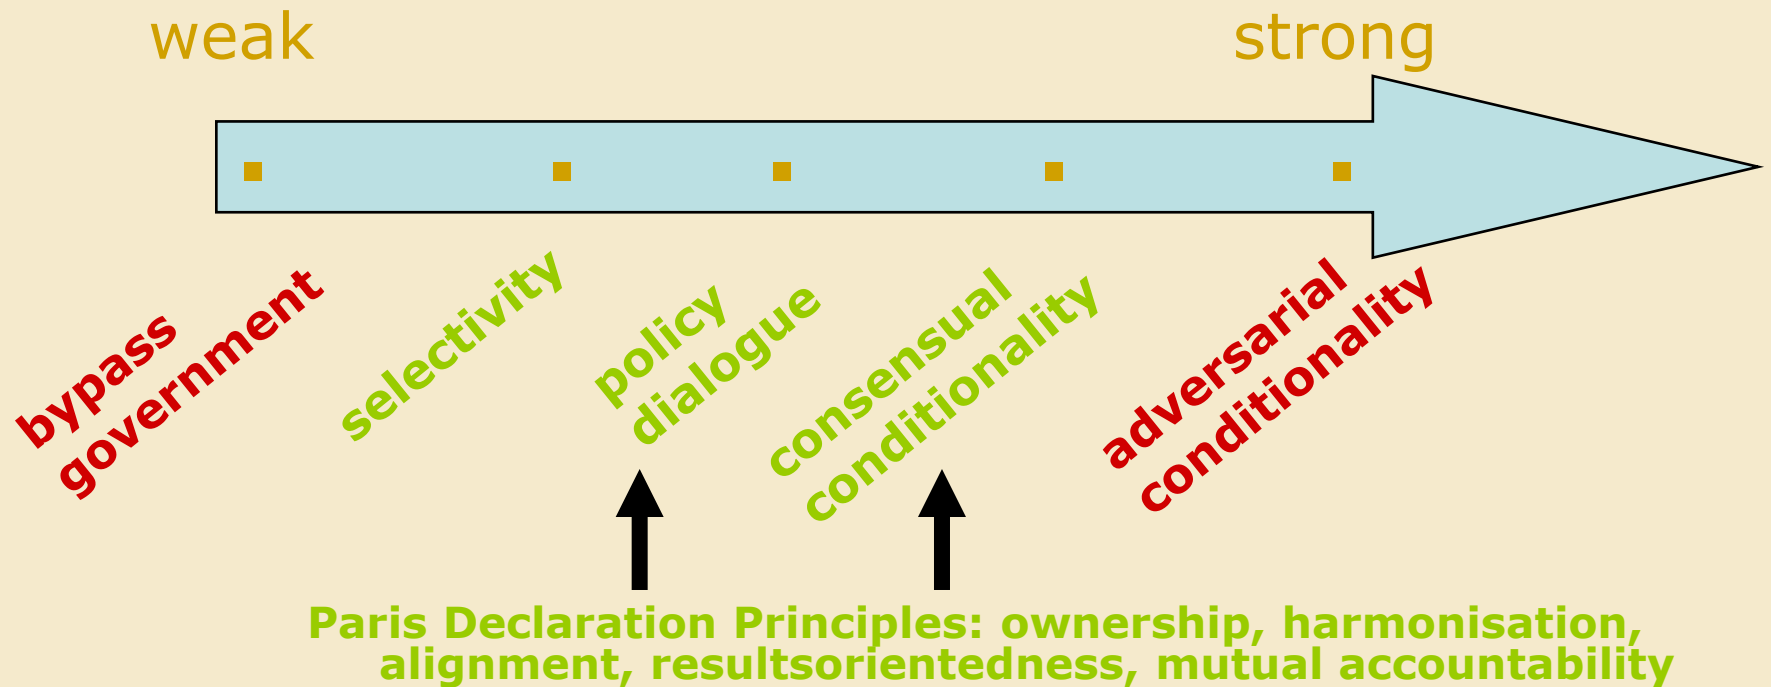 weak
strong
bypass
government
selectivity
policy
dialogue
consensual
conditionality
adversarial
conditionality
Paris Declaration Principles: ownership, harmonisation,
alignment, resultsorientedness, mutual accountability